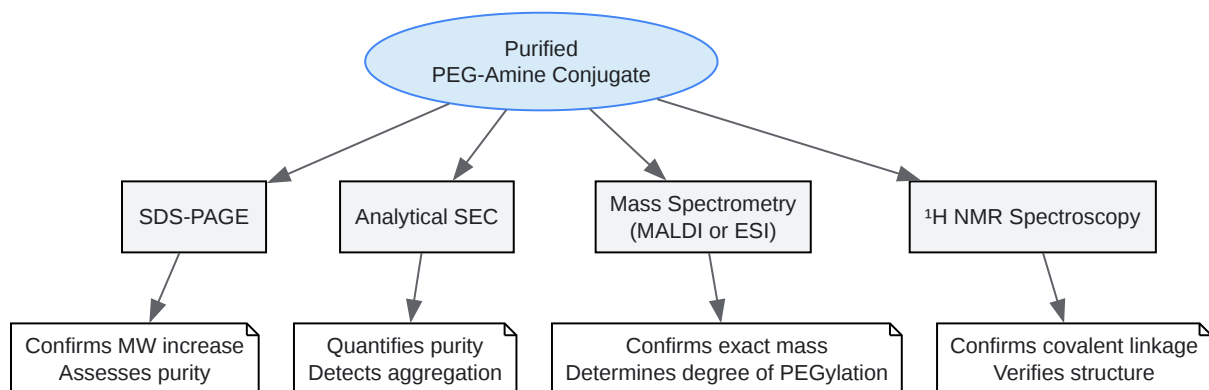 Purified
PEG-Amine Conjugate
SDS-PAGE
Analytical SEC
Mass Spectrometry
(MALDI or ESI)
¹H NMR Spectroscopy
Confirms MW increase
Assesses purity
Quantifies purity
Detects aggregation
Confirms exact mass
Determines degree of PEGylation
Confirms covalent linkage
Verifies structure